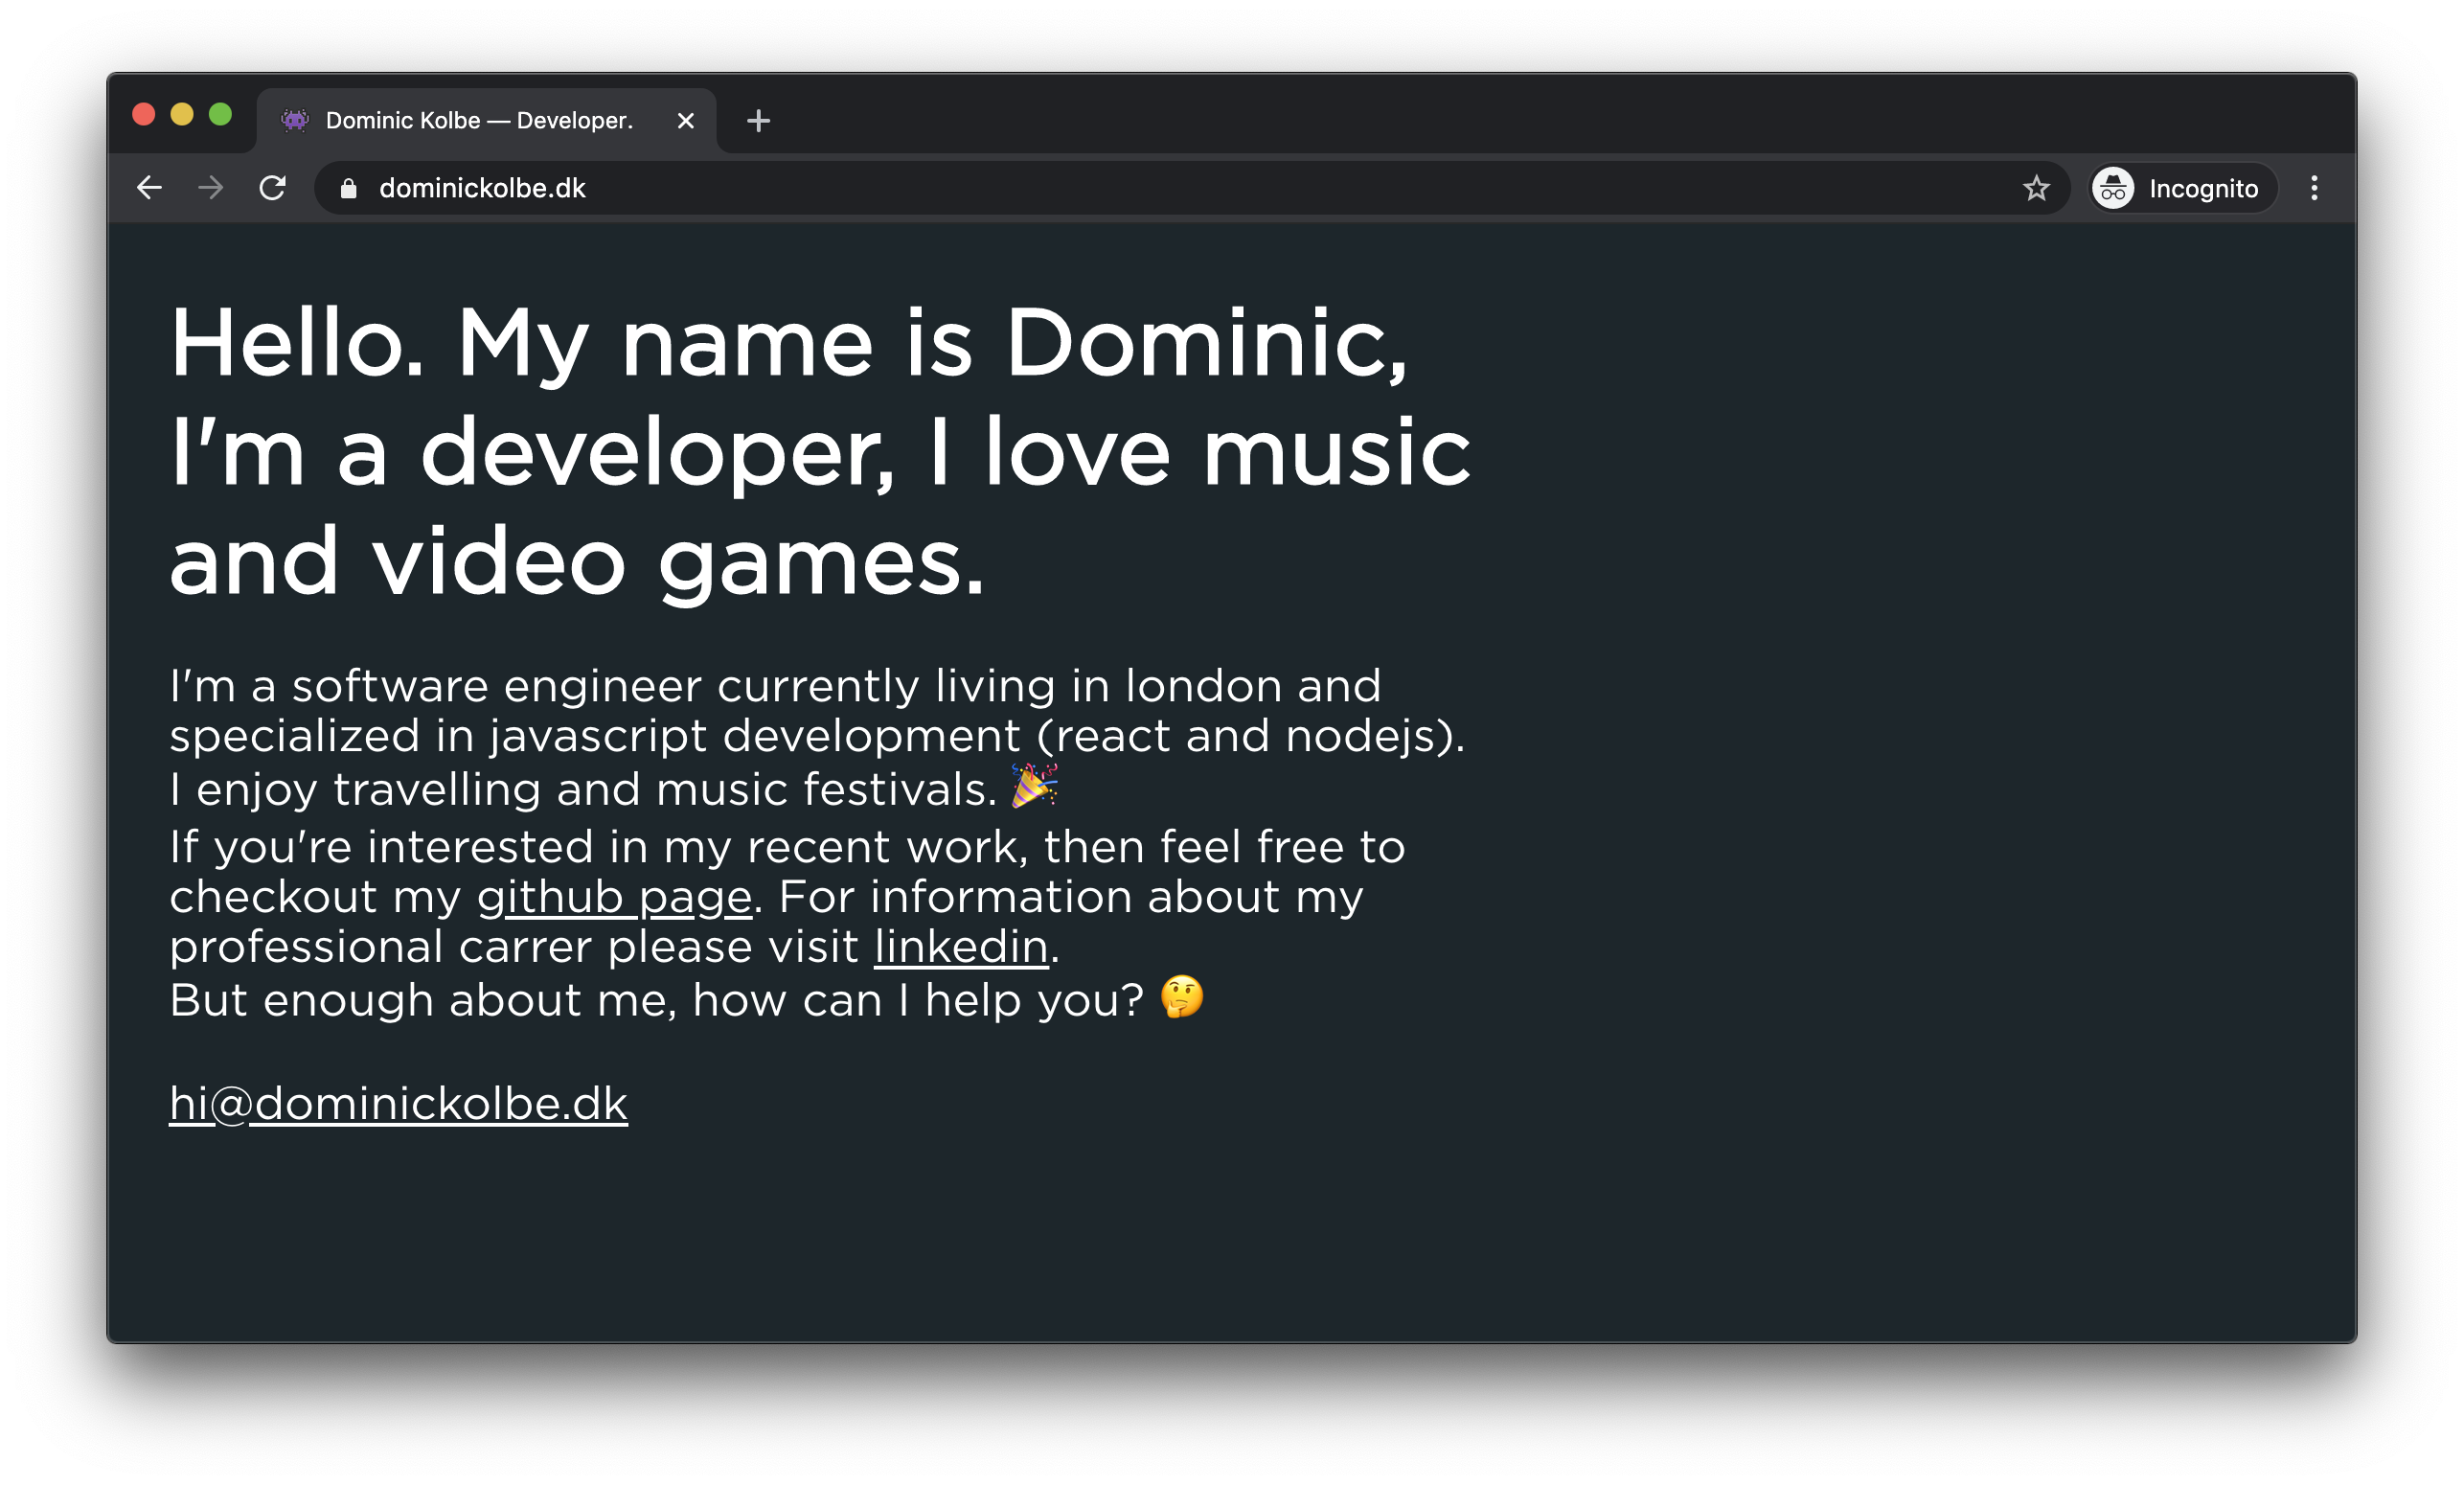 Dominic Kolbe — Developer.
dominickolbe.dk
Incognito
Hello. My name is Dominic,
I'm a developer, I love music
and video games.
I'm a software engineer currently living in london and
specialized in javascript development (react and nodejs).
I enjoy travelling and music festivals. 🎉
If you're interested in my recent work, then feel free to
checkout my github page. For information about my
professional carrer please visit linkedin.
But enough about me, how can I help you? 🤔
hi@dominickolbe.dk